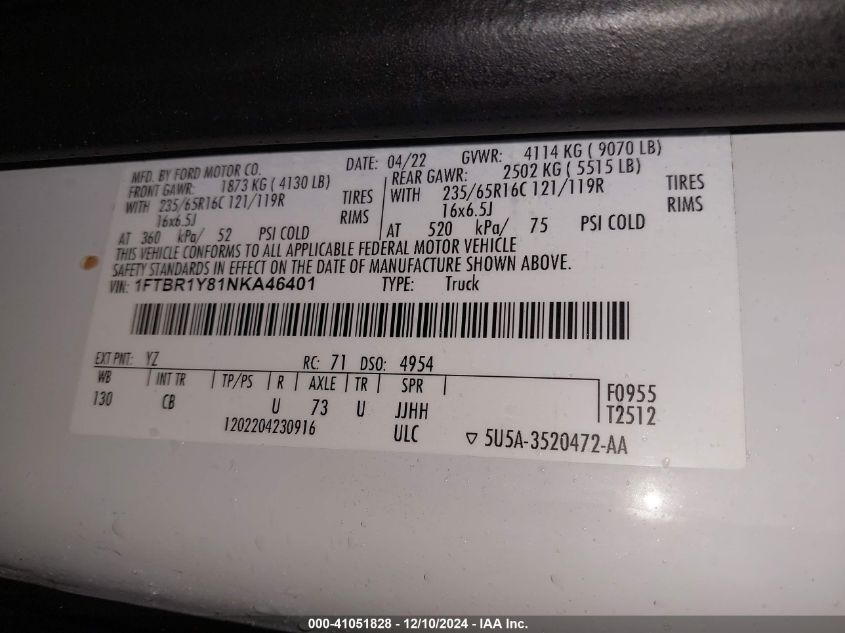 MFD. BY FORD MOTOR CO. DATE: 04/22 GVWR: 4114 KG ( 9070 LB)
FRONT GAWR: 1873 KG ( 4130 LB) REAR GAWR: 2502 KG ( 5515 LB)
WITH 235/65R16C 121/119R TIRES WITH 235/65R16C 121/119R TIRES
16x6.5J RIMS 16x6.5J RIMS
AT 360 kPa/ 52 PSI COLD AT 520 kPa/ 75 PSI COLD
THIS VEHICLE CONFORMS TO ALL APPLICABLE FEDERAL MOTOR VEHICLE
SAFETY STANDARDS IN EFFECT ON THE DATE OF MANUFACTURE SHOWN ABOVE.
VIN: 1FTBR1Y81NKA46401 TYPE: Truck
EXT PNT: YZ RC: 71 DSO: 4954
WB INT TR TP/PS R AXLE TR SPR F0955
130 CB U 73 U JJHH T2512
1202204230916 ULC 5U5A-3520472-AA
000-41051828 - 12/10/2024 - IAA Inc.